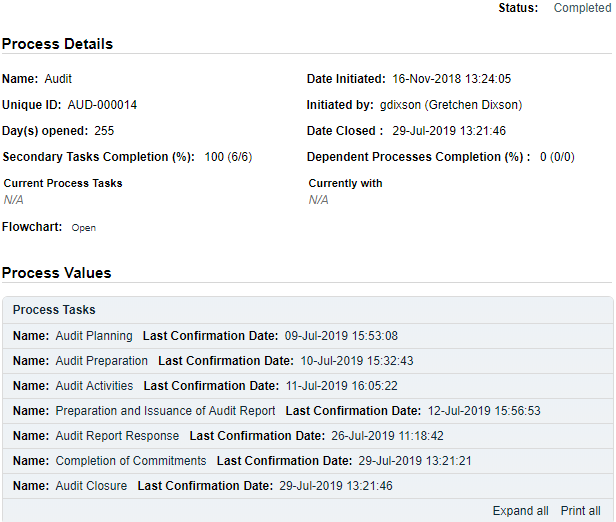 Status: Completed
Process Details
Name: Audit Date Initiated: 16-Nov-2018 13:24:05
Unique ID: AUD-000014 Initiated by: gdixson (Gretchen Dixson)
Day(s) opened: 255 Date Closed : 29-Jul-2019 13:21:46
Secondary Tasks Completion (%): 100 (6/6) Dependent Processes Completion (%) : 0 (0/0)
Current Process Tasks Currently with
N/A N/A
Flowchart: Open
Process Values
Process Tasks
Name: Audit Planning Last Confirmation Date: 09-Jul-2019 15:53:08
Name: Audit Preparation Last Confirmation Date: 10-Jul-2019 15:32:43
Name: Audit Activities Last Confirmation Date: 11-Jul-2019 16:05:22
Name: Preparation and Issuance of Audit Report Last Confirmation Date: 12-Jul-2019 15:56:53
Name: Audit Report Response Last Confirmation Date: 26-Jul-2019 11:18:42
Name: Completion of Commitments Last Confirmation Date: 29-Jul-2019 13:21:21
Name: Audit Closure Last Confirmation Date: 29-Jul-2019 13:21:46
Expand all Print all